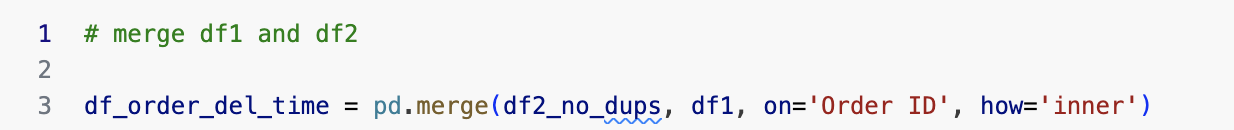 1 # merge df1 and df2
2
3 df_order_del_time = pd.merge(df2_no_dups, df1, on='Order ID', how='inner')